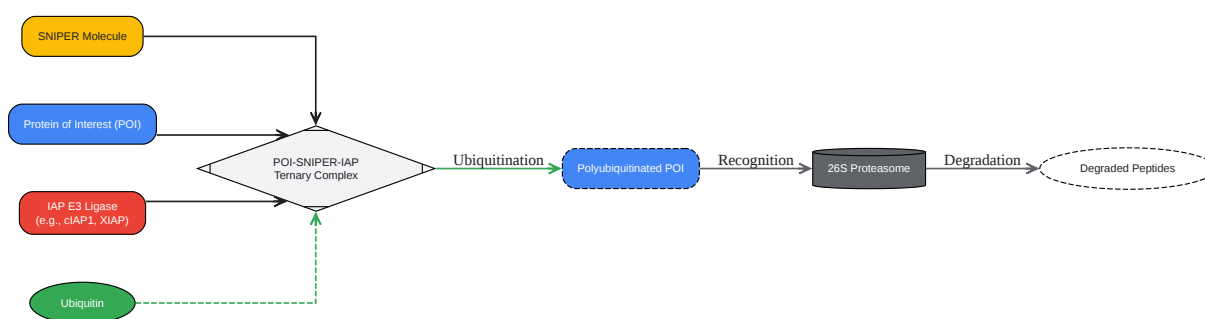 SNIPER Molecule
Protein of Interest (POI)
IAP E3 Ligase
(e.g., cIAP1, XIAP)
Ubiquitin
POI-SNIPER-IAP
Ternary Complex
Ubiquitination
Polyubiquitinated POI
Recognition
26S Proteasome
Degradation
Degraded Peptides